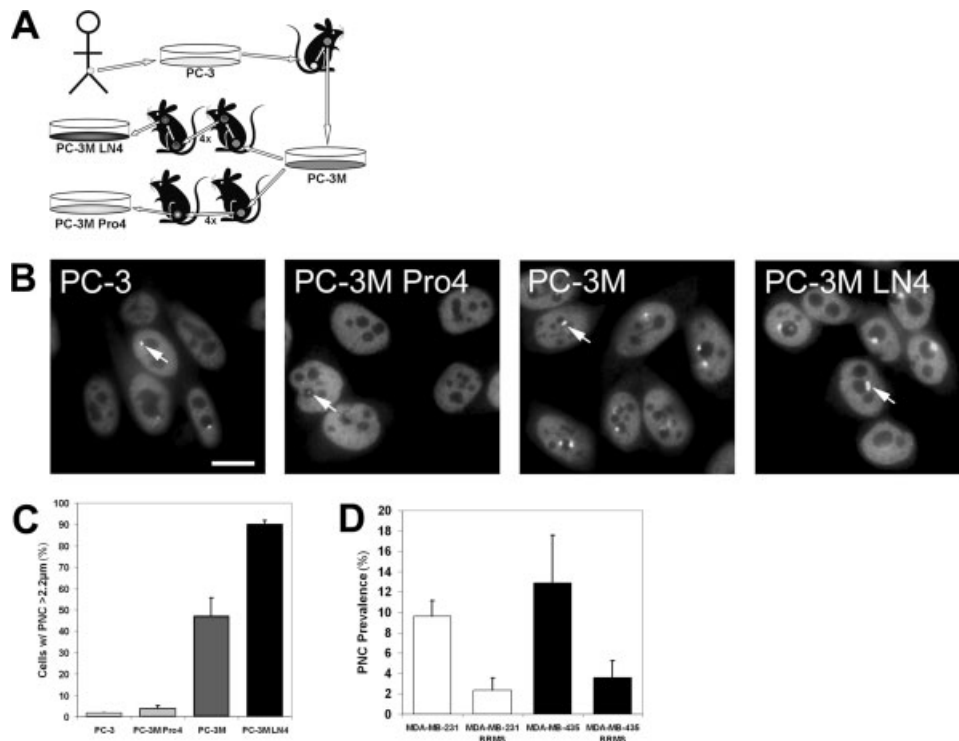 A
PC-3
PC-3M LN4
4x
PC-3M
PC-3M Pro4
4x
B
PC-3
PC-3M Pro4
PC-3M
PC-3M LN4
C
Cells w/ PNC >2.2µm (%)
100
90
80
70
60
50
40
30
20
10
0
PC-3
PC-3M Pro4
PC-3M
PC-3M LN4
D
PNC Prevalence (%)
20
18
16
14
12
10
8
6
4
2
0
MDA-MB-231
MDA-MB-231
BRMS
MDA-MB-435
MDA-MB-435
BRMS